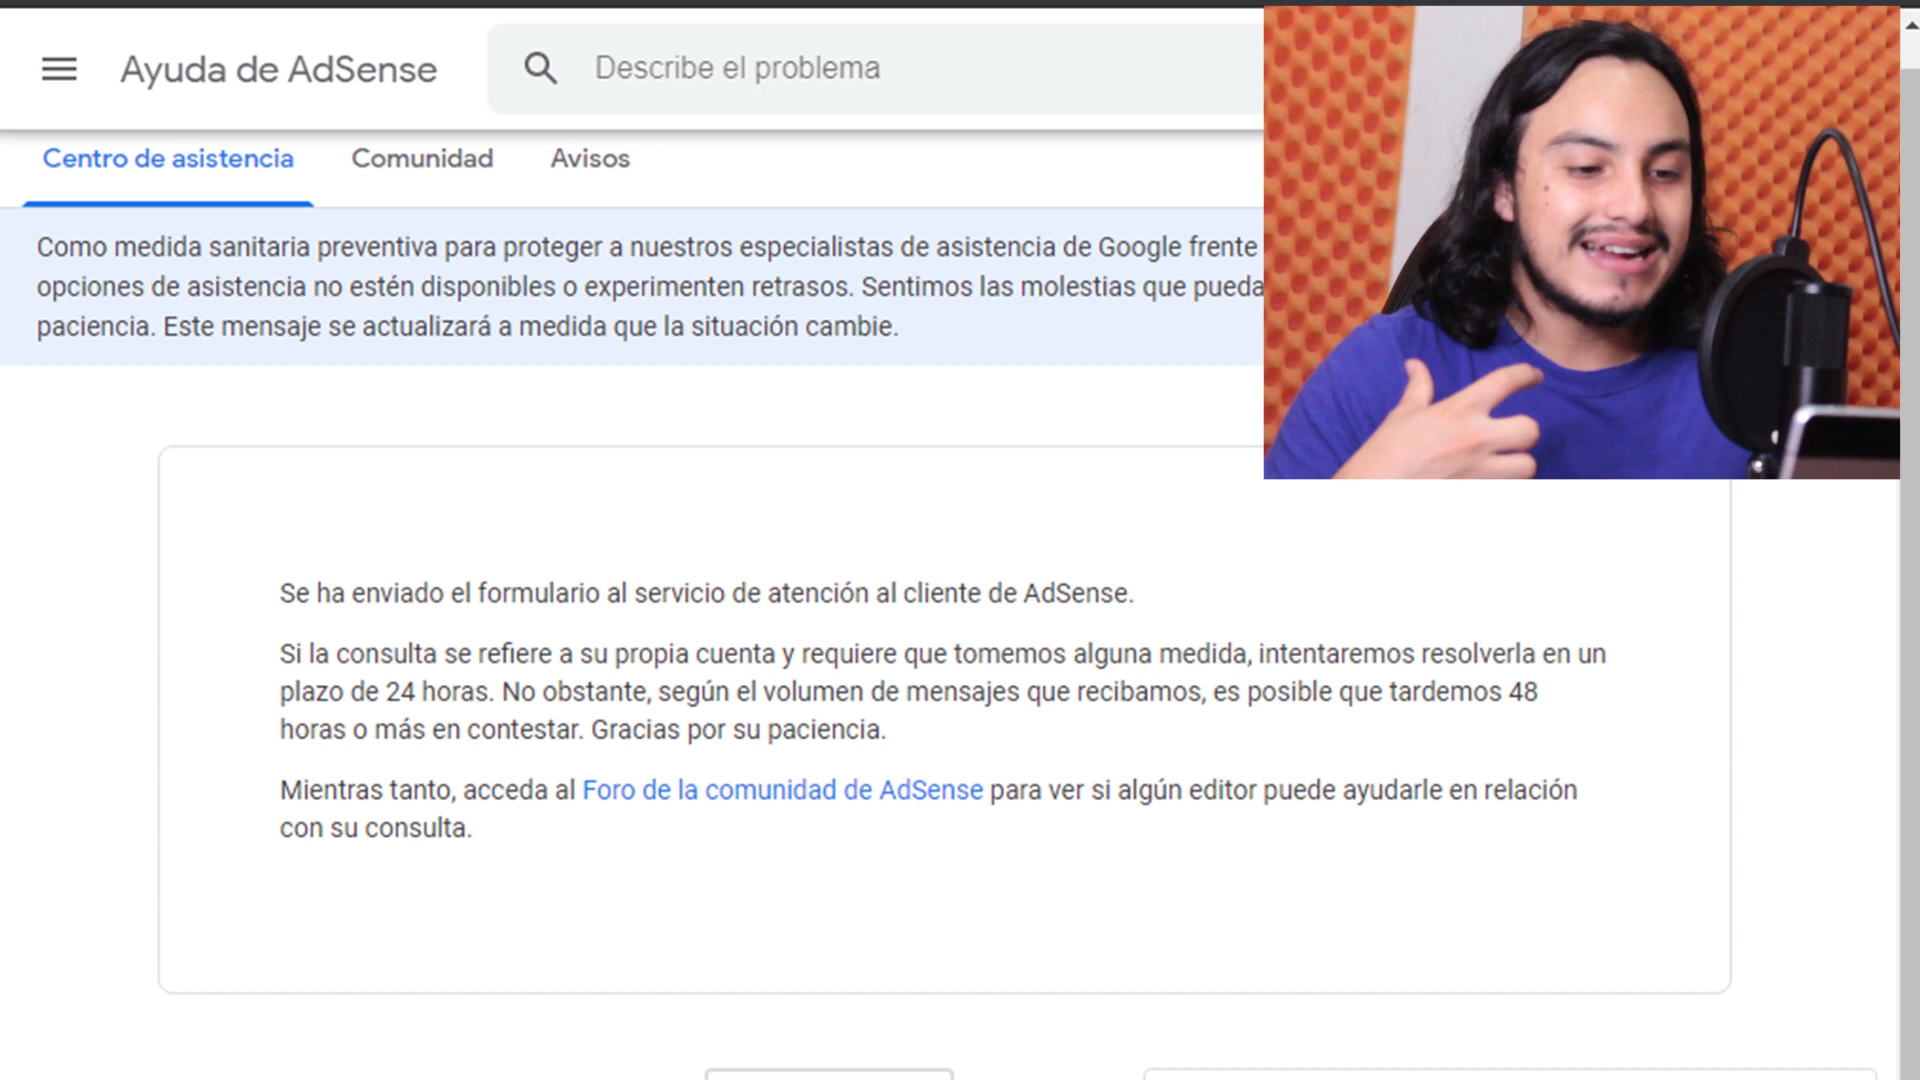 Ayuda de AdSense
Describe el problema
Centro de asistencia
Comunidad
Avisos
Como medida sanitaria preventiva para proteger a nuestros especialistas de asistencia de Google frente
opciones de asistencia no estén disponibles o experimenten retrasos. Sentimos las molestias que pueda
paciencia. Este mensaje se actualizará a medida que la situación cambie.
Se ha enviado el formulario al servicio de atención al cliente de AdSense.
Si la consulta se refiere a su propia cuenta y requiere que tomemos alguna medida, intentaremos resolverla en un
plazo de 24 horas. No obstante, según el volumen de mensajes que recibamos, es posible que tardemos 48
horas o más en contestar. Gracias por su paciencia.
Mientras tanto, acceda al Foro de la comunidad de AdSense para ver si algún editor puede ayudarle en relación
con su consulta.